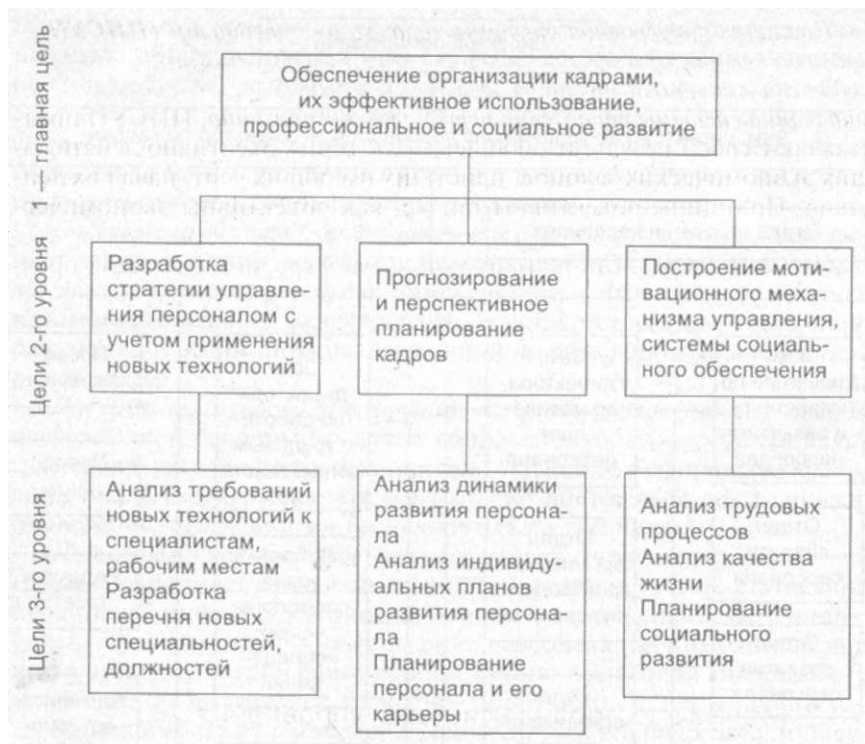 1 — главная цель
Обеспечение организации кадрами,
их эффективное использование,
профессиональное и социальное развитие
Цели 2-го уровня
Разработка
стратегии управле-
ния персоналом с
учетом применения
новых технологий
Прогнозирование
и перспективное
планирование
кадров
Построение моти-
вационного меха-
низма управления,
системы социаль-
ного обеспечения
Цели 3-го уровня
Анализ требований
новых технологий к
специалистам,
рабочим местам
Разработка
перечня новых
специальностей,
должностей
Анализ динамики
развития персона-
ла
Анализ индивиду-
альных планов
развития персона-
ла
Планирование
персонала и его
карьеры
Анализ трудовых
процессов
Анализ качества
жизни
Планирование
социального
развития